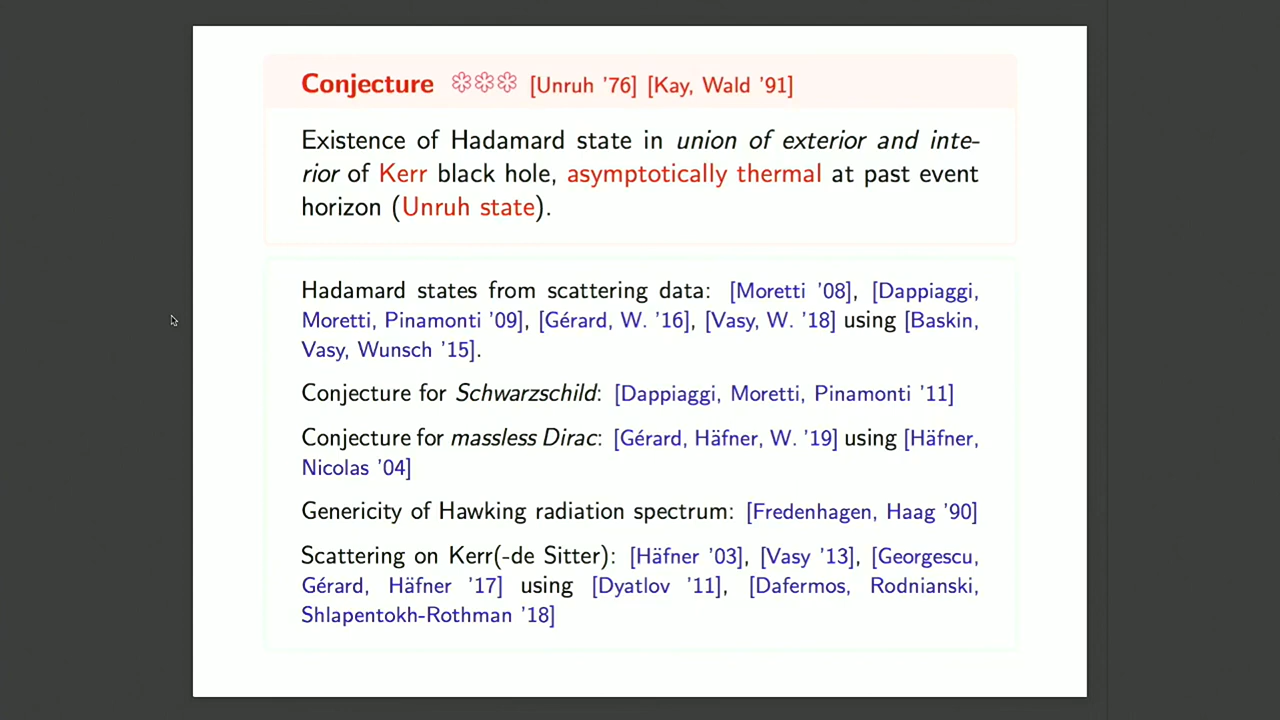 Conjecture ❊❊❊ [Unruh '76] [Kay, Wald '91]
Existence of Hadamard state in union of exterior and inte-
rior of Kerr black hole, asymptotically thermal at past event
horizon (Unruh state).
Hadamard states from scattering data: [Moretti '08], [Dappiaggi,
Moretti, Pinamonti '09], [Gérard, W. '16], [Vasy, W. '18] using [Baskin,
Vasy, Wunsch '15].
Conjecture for Schwarzschild: [Dappiaggi, Moretti, Pinamonti '11]
Conjecture for massless Dirac: [Gérard, Häfner, W. '19] using [Häfner,
Nicolas '04]
Genericity of Hawking radiation spectrum: [Fredenhagen, Haag '90]
Scattering on Kerr(-de Sitter): [Häfner '03], [Vasy '13], [Georgescu,
Gérard, Häfner '17] using [Dyatlov '11], [Dafermos, Rodnianski,
Shlapentokh-Rothman '18]